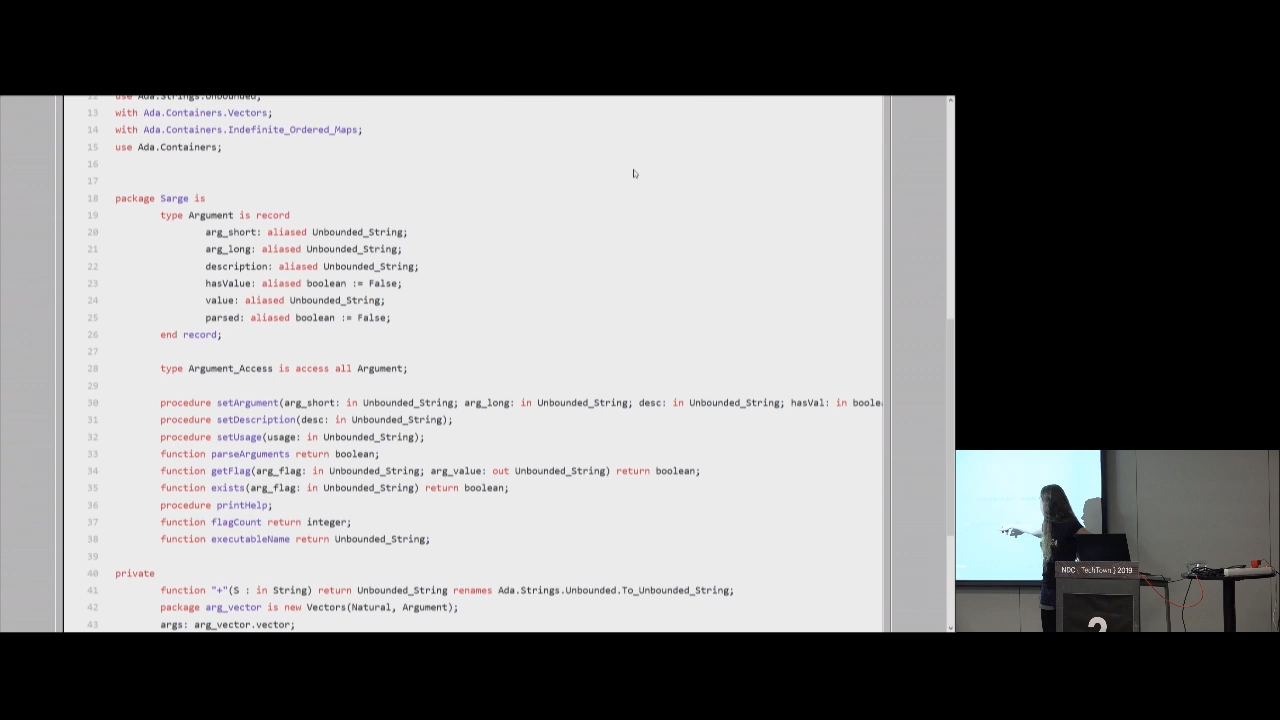 12 use Ada.Strings.Unbounded;
13 with Ada.Containers.Vectors;
14 with Ada.Containers.Indefinite_Ordered_Maps;
15 use Ada.Containers;
16
17
18 package Sarge is
19 type Argument is record
20 arg_short: aliased Unbounded_String;
21 arg_long: aliased Unbounded_String;
22 description: aliased Unbounded_String;
23 hasValue: aliased boolean := False;
24 value: aliased Unbounded_String;
25 parsed: aliased boolean := False;
26 end record;
27
28 type Argument_Access is access all Argument;
29
30 procedure setArgument(arg_short: in Unbounded_String; arg_long: in Unbounded_String; desc: in Unbounded_String; hasVal: in boolea
31 procedure setDescription(desc: in Unbounded_String);
32 procedure setUsage(usage: in Unbounded_String);
33 function parseArguments return boolean;
34 function getFlag(arg_flag: in Unbounded_String; arg_value: out Unbounded_String) return boolean;
35 function exists(arg_flag: in Unbounded_String) return boolean;
36 procedure printHelp;
37 function flagCount return integer;
38 function executableName return Unbounded_String;
39
40 private
41 function "+"(S : in String) return Unbounded_String renames Ada.Strings.Unbounded.To_Unbounded_String;
42 package arg_vector is new Vectors(Natural, Argument);
43 args: arg_vector.vector;
NDC { TechTown } 2019
2